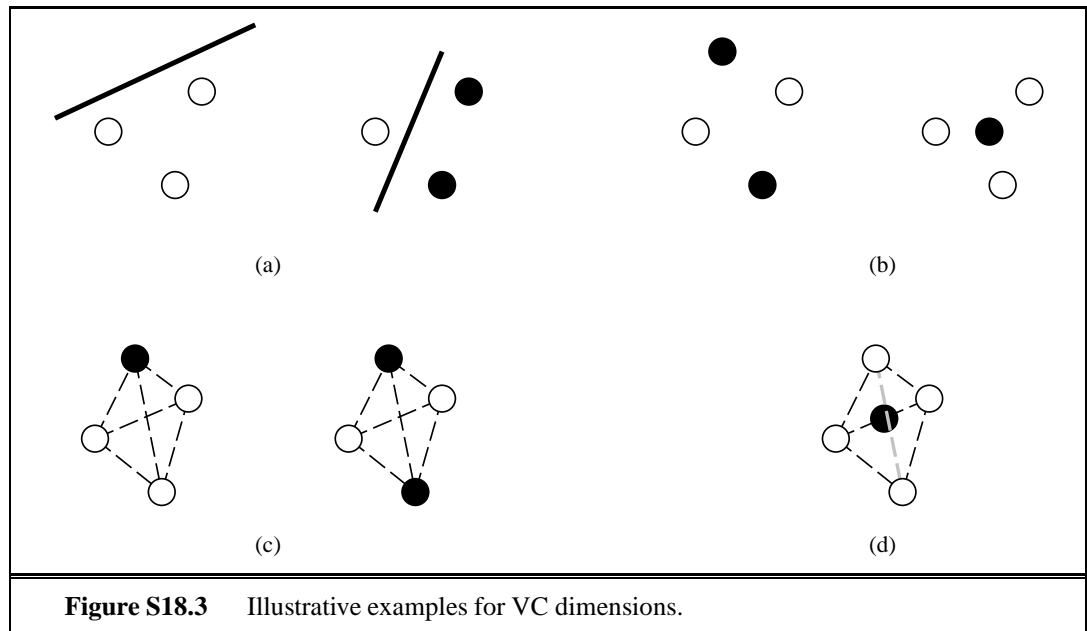 (a)
(b)
(c)
(d)
Figure S18.3 Illustrative examples for VC dimensions.